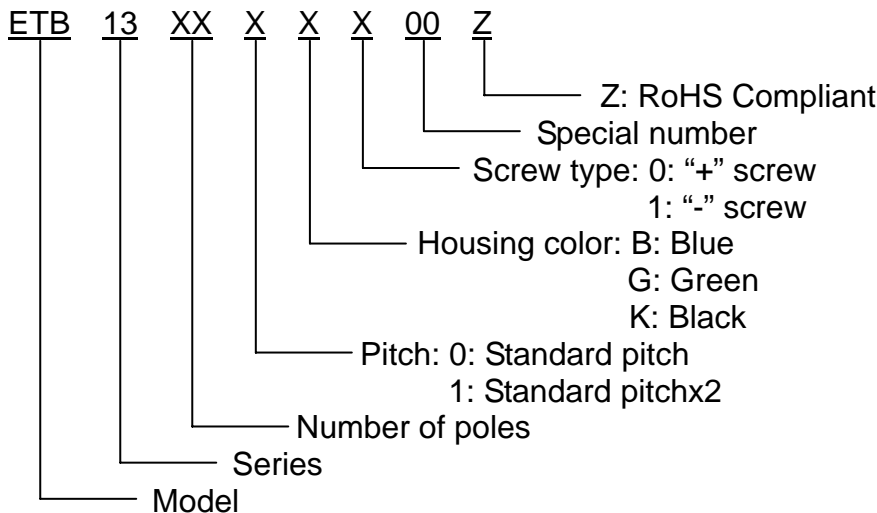 ETB 13 XX X X X 00 Z
Z: RoHS Compliant
Special number
Screw type: 0: “+” screw
1: “-” screw
Housing color: B: Blue
G: Green
K: Black
Pitch: 0: Standard pitch
1: Standard pitchx2
Number of poles
Series
Model